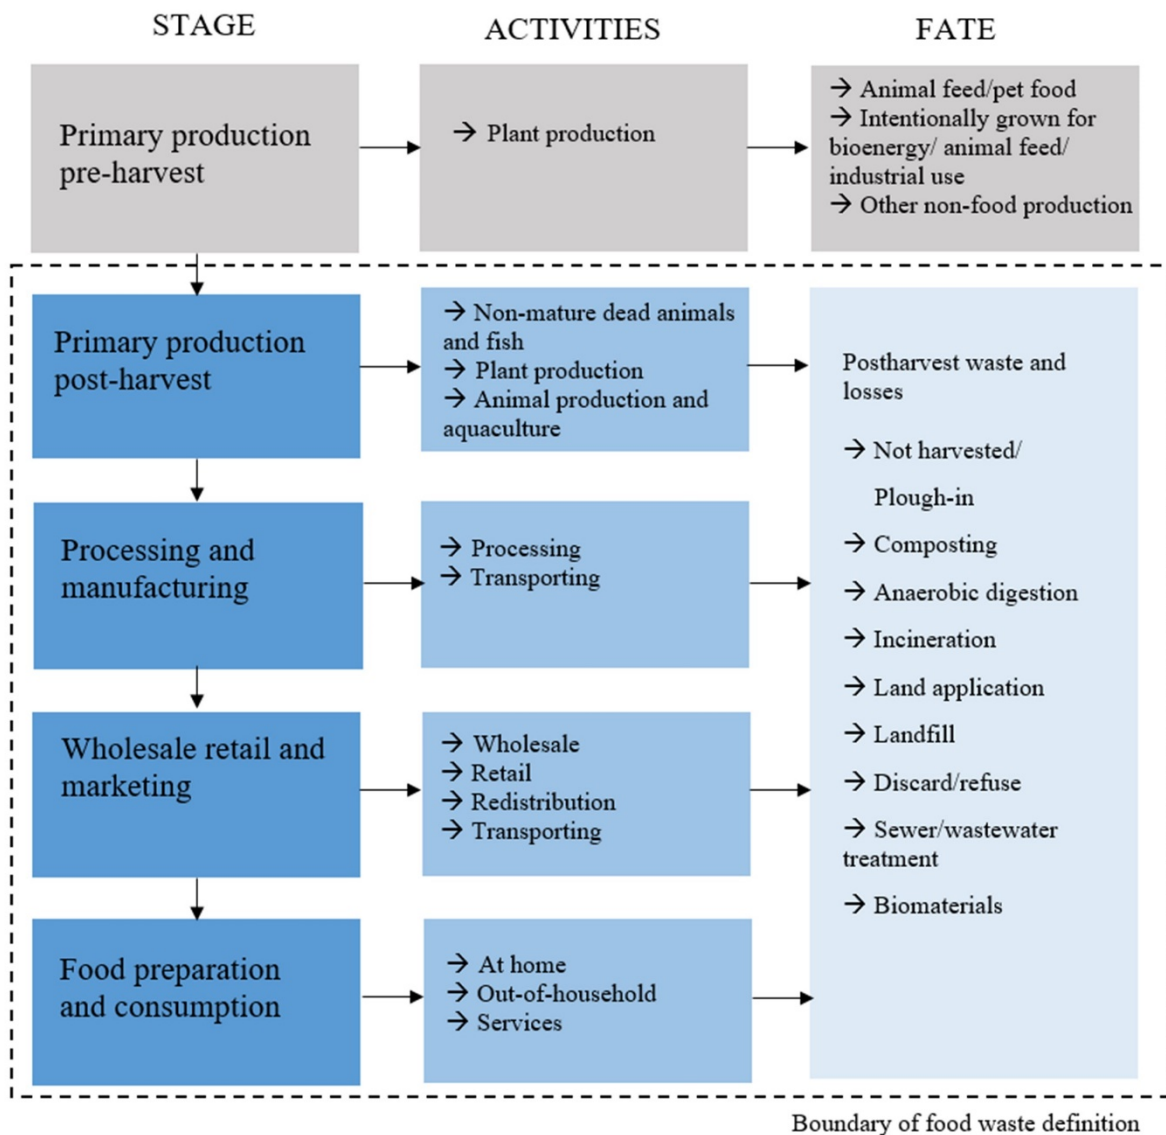 STAGE
ACTIVITIES
FATE
Primary production
pre-harvest
→ Plant production
→ Animal feed/pet food
→ Intentionally grown for
bioenergy/ animal feed/
industrial use
→ Other non-food production
Primary production
post-harvest
→ Non-mature dead animals
and fish
→ Plant production
→ Animal production and
aquaculture
Postharvest waste and
losses
→ Not harvested/
Plough-in
→ Composting
→ Anaerobic digestion
→ Incineration
→ Land application
→ Landfill
→ Discard/refuse
→ Sewer/wastewater
treatment
→ Biomaterials
Processing and
manufacturing
→ Processing
→ Transporting
Wholesale retail and
marketing
→ Wholesale
→ Retail
→ Redistribution
→ Transporting
Food preparation
and consumption
→ At home
→ Out-of-household
→ Services
Boundary of food waste definition